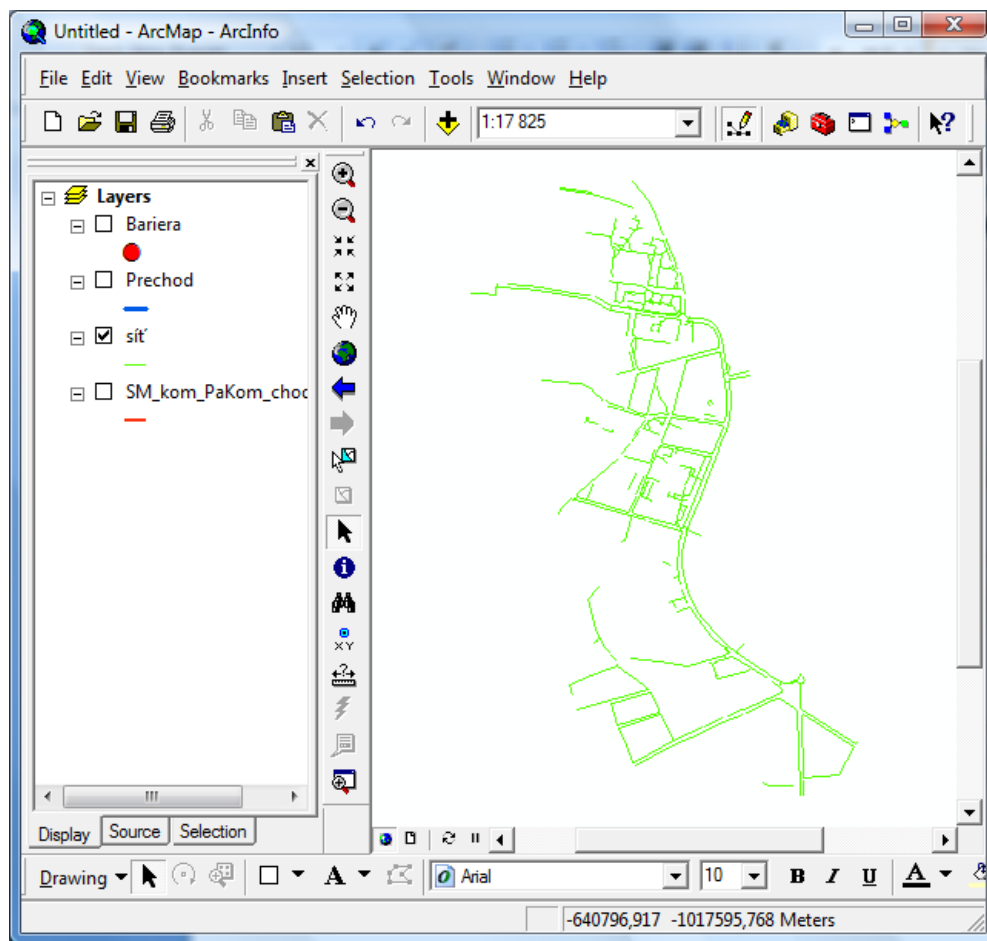 Untitled - ArcMap - ArcInfo
File Edit View Bookmarks Insert Selection Tools Window Help
1:17 825
Layers
Bariera
Prechod
síť
SM_kom_PaKom_choc
XY
Display Source Selection
Drawing A Arial 10 B I U A
-640796,917 -1017595,768 Meters